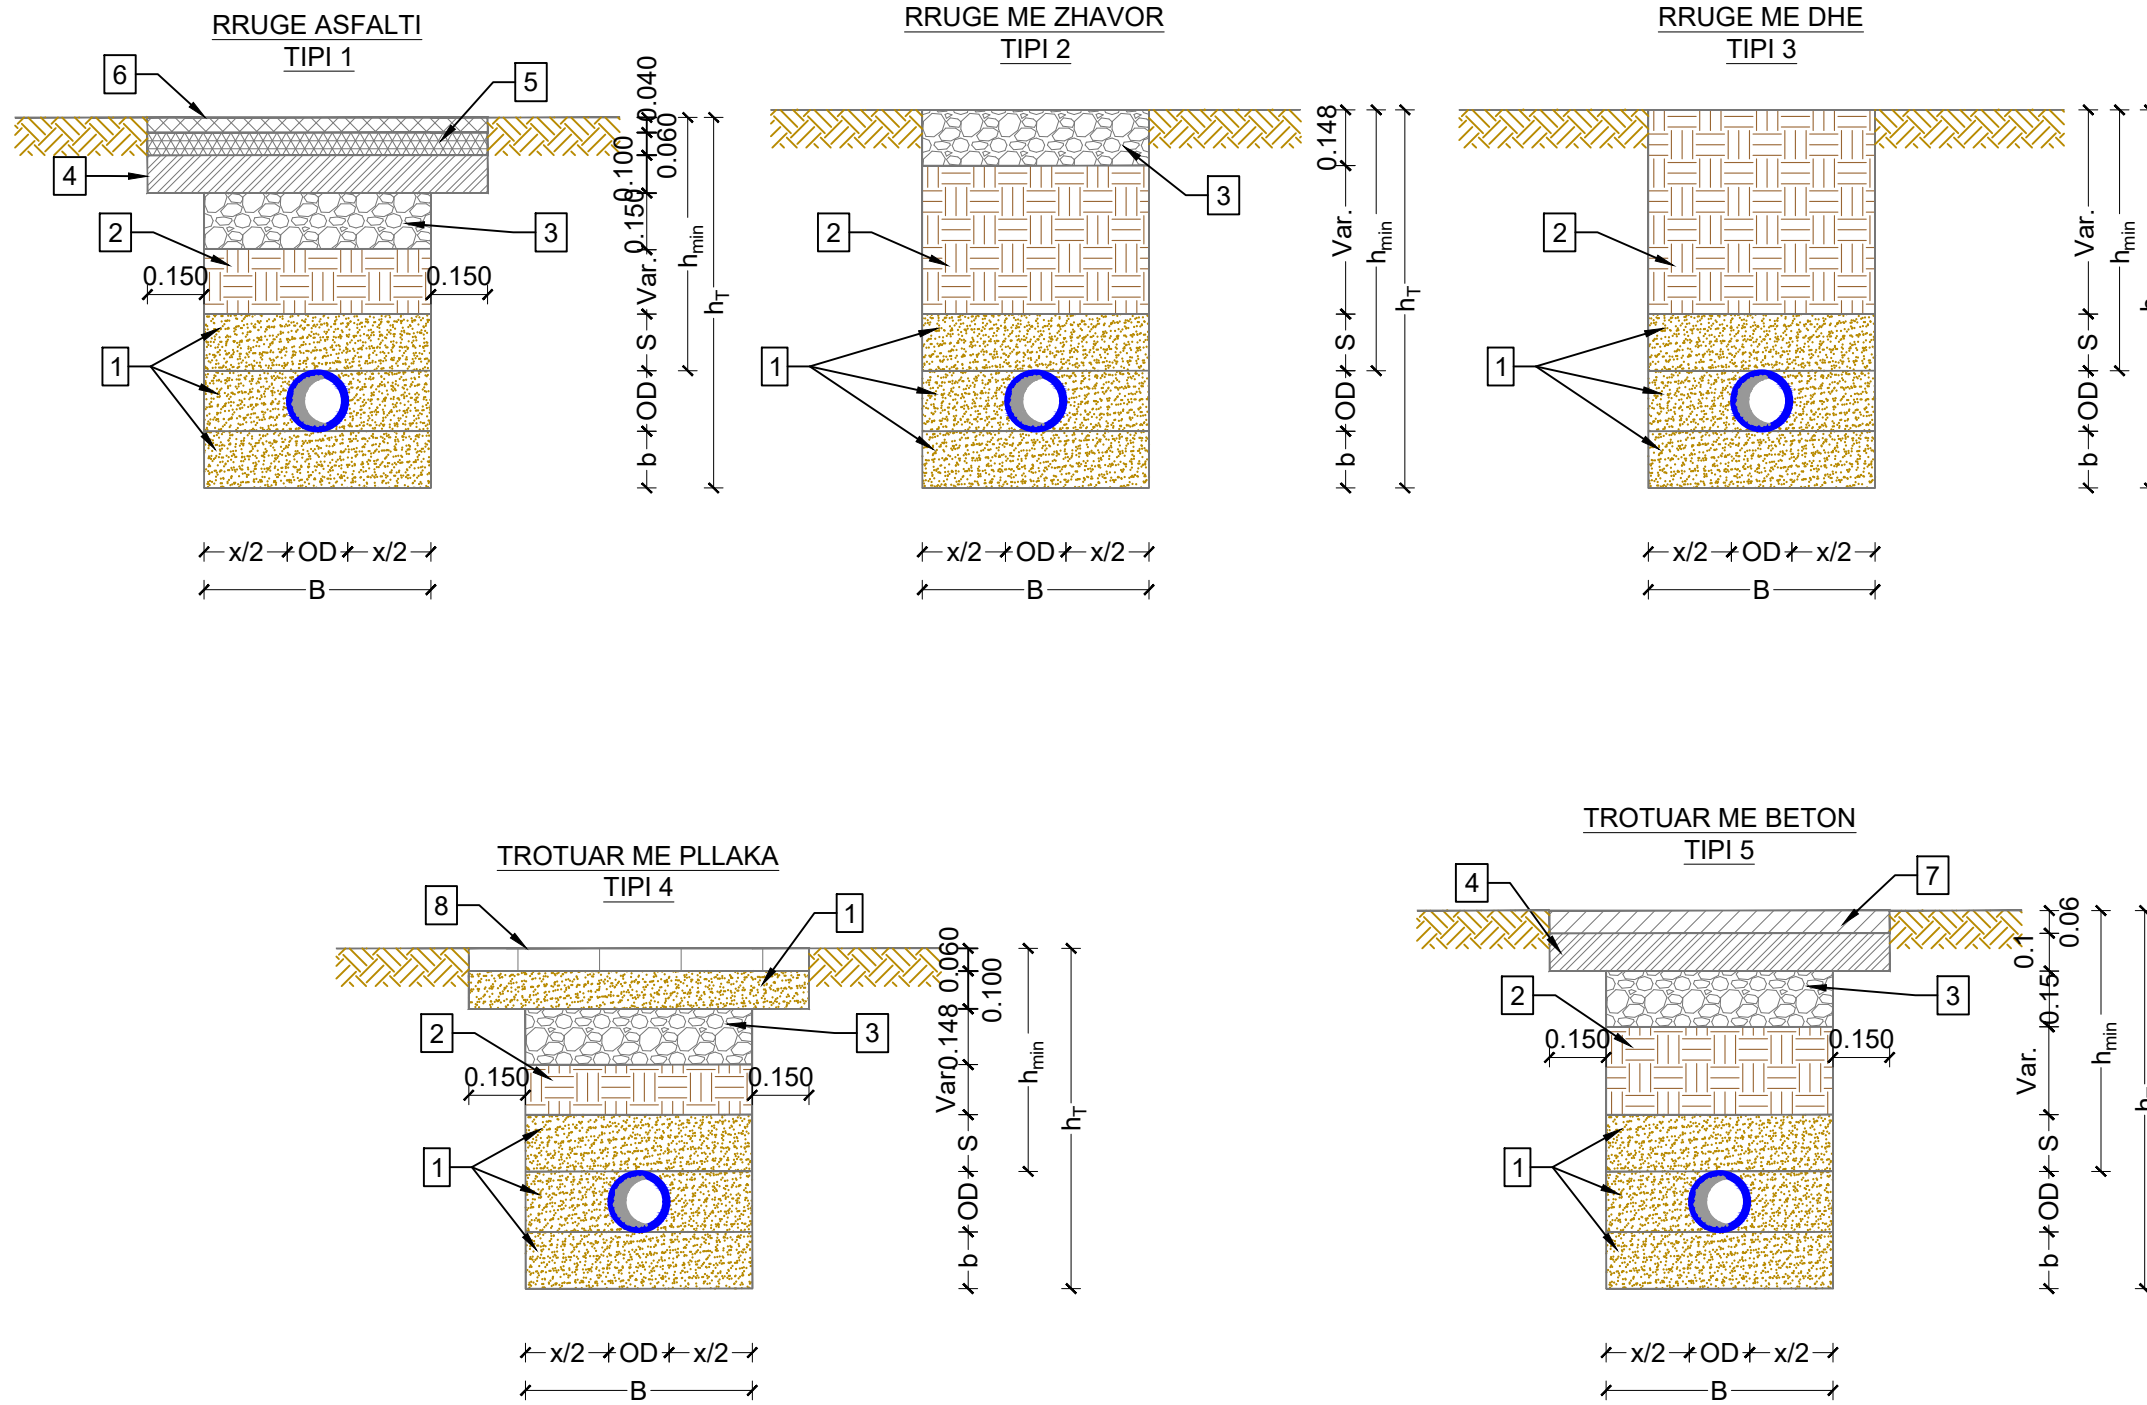 RRUGE ASFALTI
TIPI 1
6
5
4
2
3
1
0.150
0.150
0.040
0.060
0.100
0.150
Var.
S
OD
b
hmin
hT
x/2 OD x/2
B
RRUGE ME ZHAVOR
TIPI 2
3
2
1
0.148
Var.
S
OD
b
hmin
hT
x/2 OD x/2
B
RRUGE ME DHE
TIPI 3
2
1
Var.
S
OD
b
hmin
x/2 OD x/2
B
TROTUAR ME PLLAKA
TIPI 4
8
1
2
3
1
0.150
0.150
0.060
0.100
0.148
Var.
S
OD
b
hmin
hT
x/2 OD x/2
B
TROTUAR ME BETON
TIPI 5
4
7
2
3
1
0.150
0.150
0.06
0.1
0.15
Var.
S
OD
b
hmin
x/2 OD x/2
B